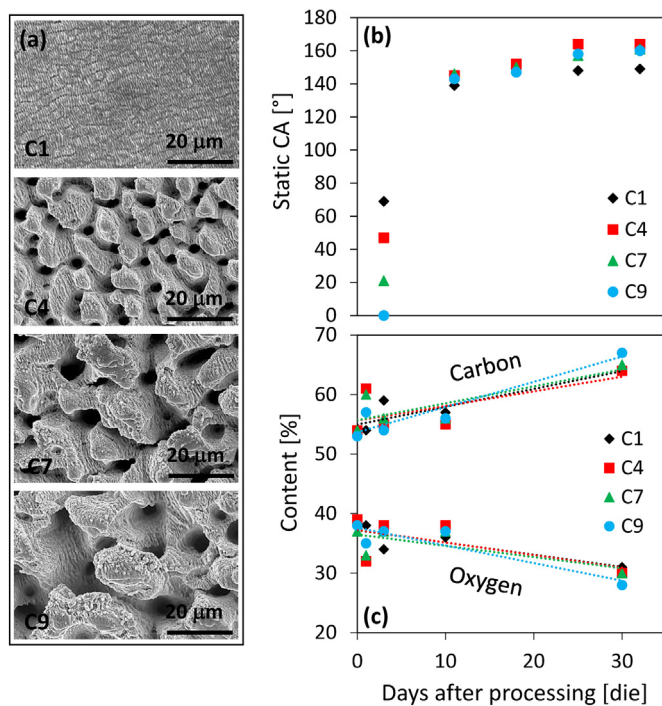 (a)
C1
20 µm
C4
20 µm
C7
20 µm
C9
20 µm
(b)
Static CA [°]
180
160
140
120
100
80
60
40
20
0
C1
C4
C7
C9
(c)
Content [%]
70
60
50
40
30
20
Carbon
Oxygen
C1
C4
C7
C9
0
10
20
30
Days after processing [die]